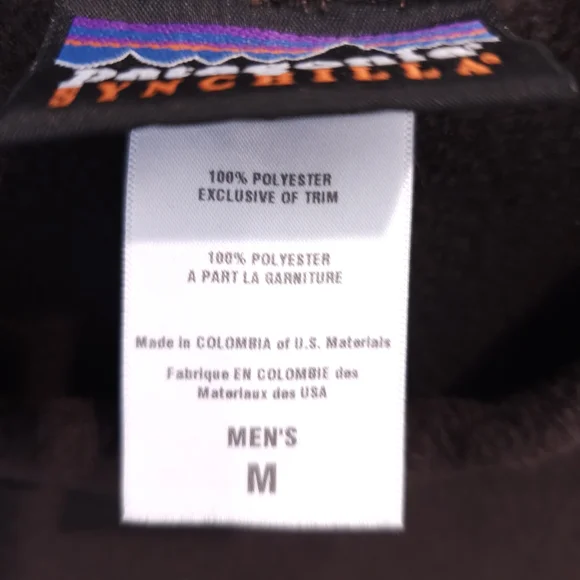 patagonia®
SYNCHILLA®
100% POLYESTER
EXCLUSIVE OF TRIM
100% POLYESTER
A PART LA GARNITURE
Made in COLOMBIA of U.S. Materials
Fabrique EN COLOMBIE des
Materiaux des USA
MEN'S
M